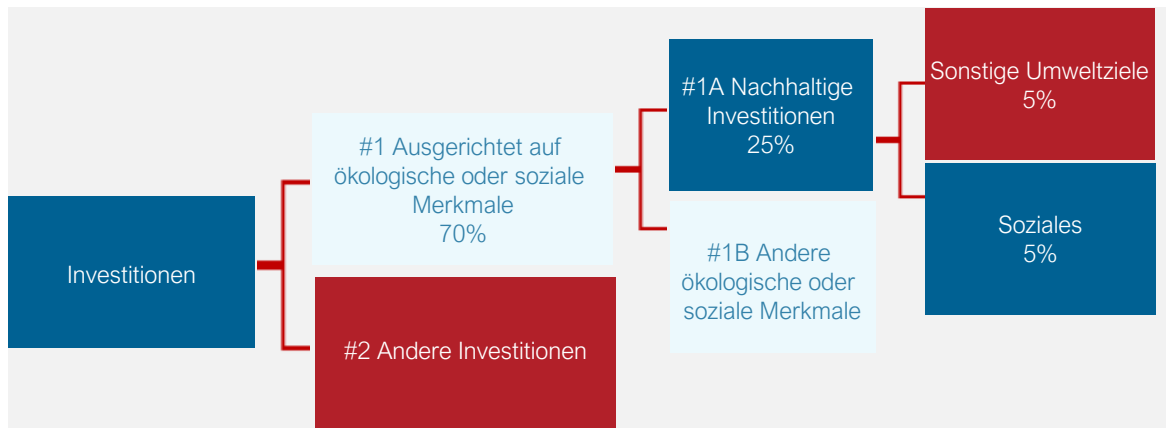 Investitionen
#1 Ausgerichtet auf
ökologische oder soziale
Merkmale
70%
#2 Andere Investitionen
#1A Nachhaltige
Investitionen
25%
#1B Andere
ökologische oder
soziale Merkmale
Sonstige Umweltziele
5%
Soziales
5%